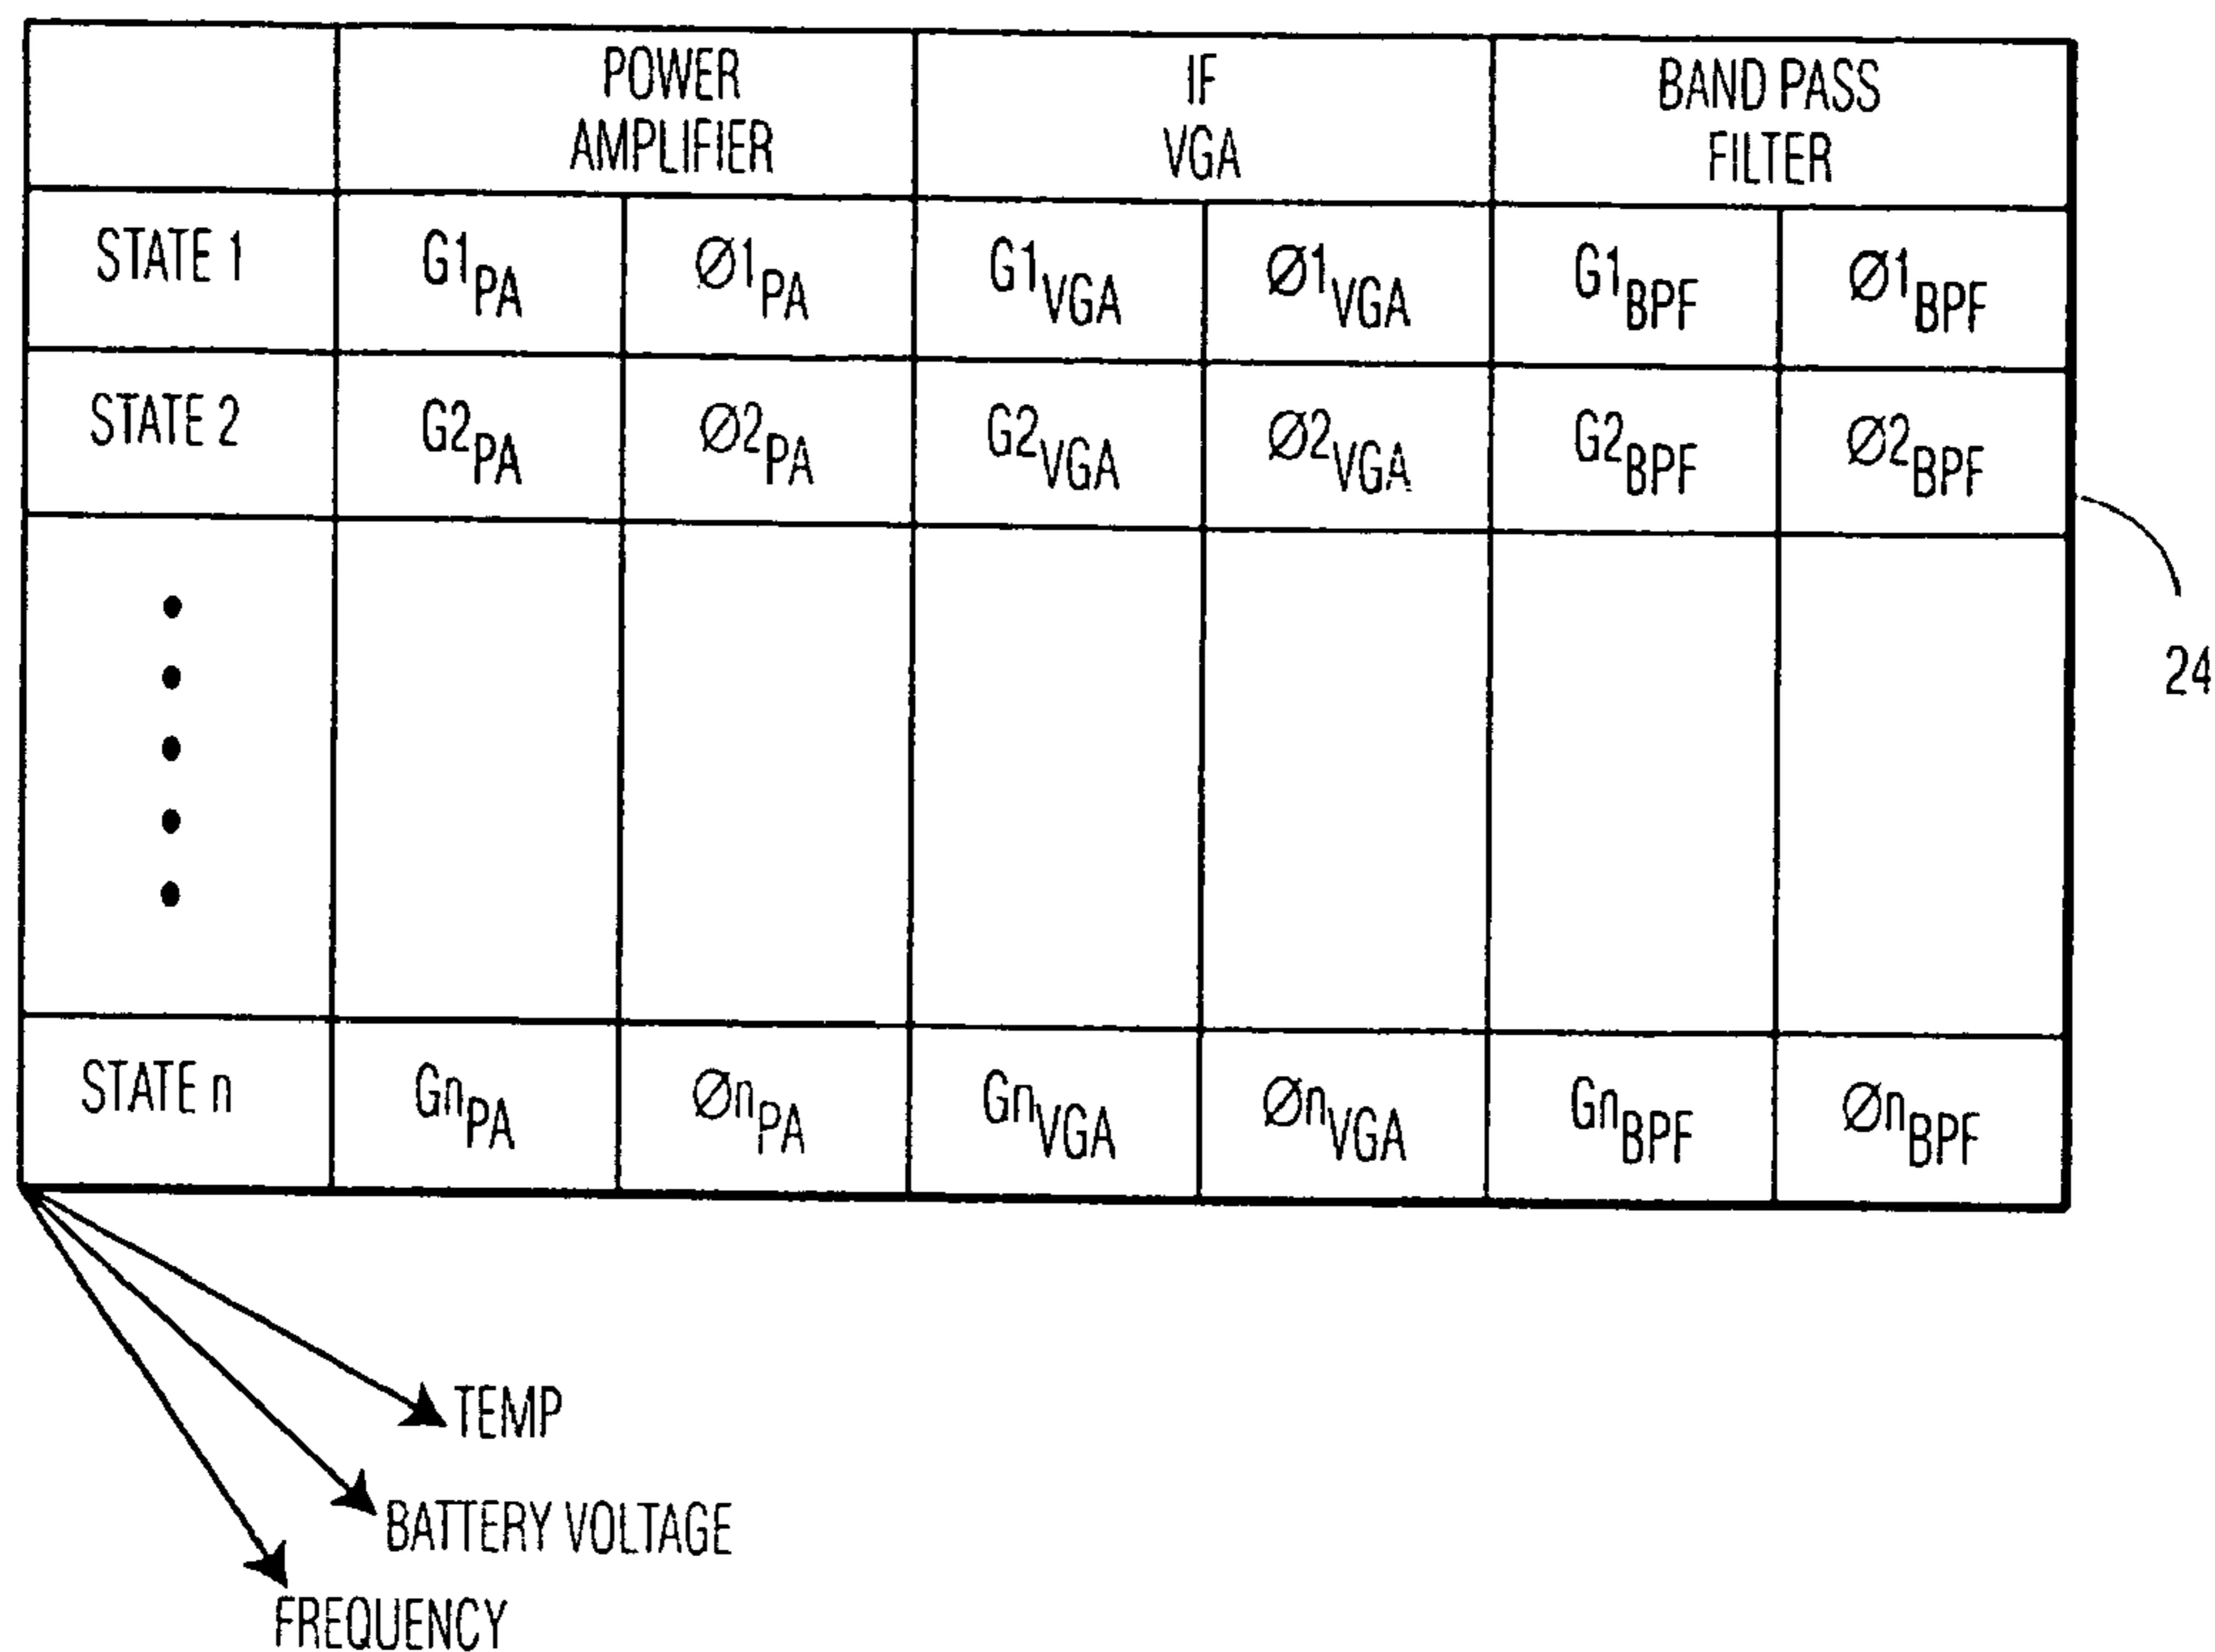 POWER AMPLIFIER IF VGA BAND PASS FILTER
STATE 1 G1PA Ø1PA G1VGA Ø1VGA G1BPF Ø1BPF
STATE 2 G2PA Ø2PA G2VGA Ø2VGA G2BPF Ø2BPF
24
STATE n GnPA ØnPA GnVGA ØnVGA GnBPF ØnBPF
TEMP
BATTERY VOLTAGE
FREQUENCY